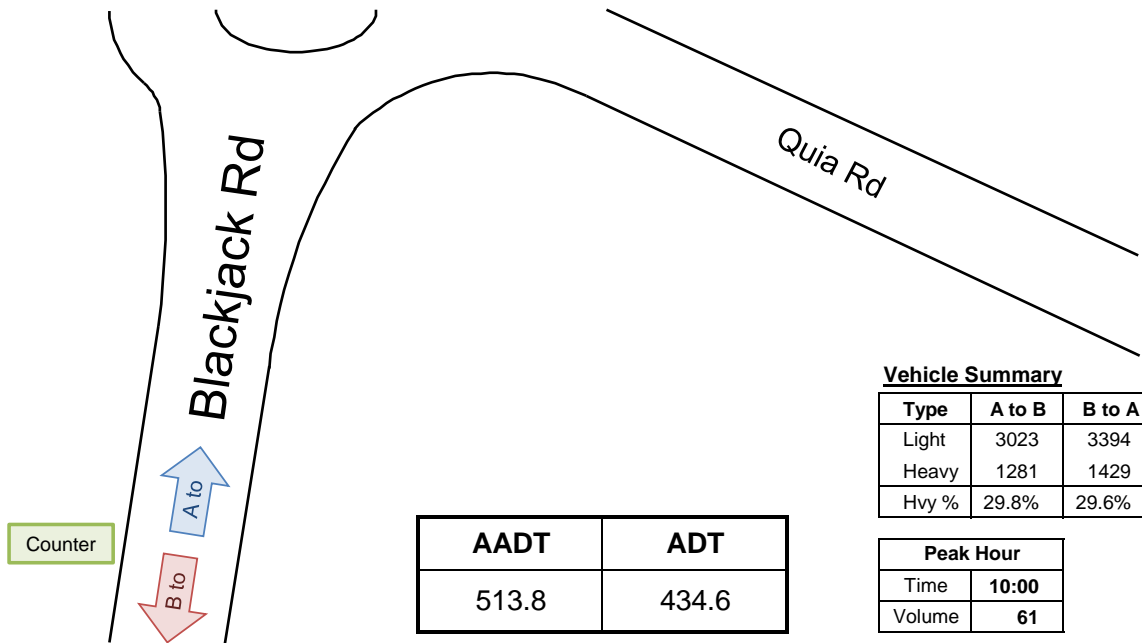 Quia Rd
Blackjack Rd
Vehicle Summary
Type A to B B to A
Light 3023 3394
Heavy 1281 1429
Hvy % 29.8% 29.6%
A to
Counter
B to
AADT ADT
513.8 434.6
Peak Hour
Time 10:00
Volume 61